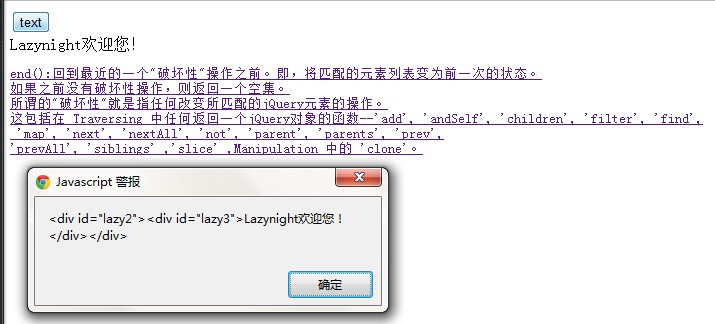 text
Lazynight欢迎您!
end():回到最近的一个"破坏性"操作之前。即，将匹配的元素列表变为前一次的状态。
如果之前没有破坏性操作，则返回一个空集。
所谓的"破坏性"就是指任何改变所匹配的jQuery元素的操作。
这包括在 Traversing 中任何返回一个jQuery对象的函数--'add', 'andSelf', 'children', 'filter', 'find',
'map', 'next', 'nextAll', 'not', 'parent', 'parents', 'prev',
'prevAll', 'siblings' ,'slice' ,Manipulation 中的 'clone'。
Javascript 警报
<div id="lazy2"><div id="lazy3">Lazynight欢迎您！
</div></div>
确定